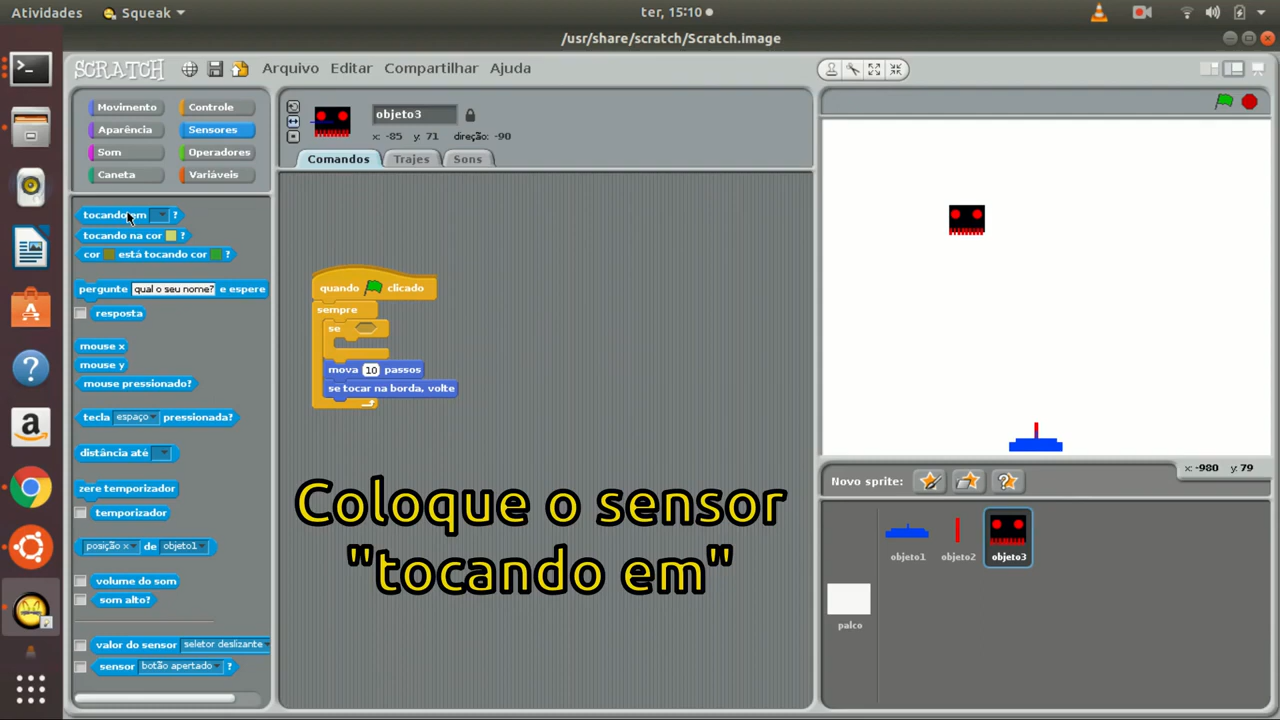 Atividades
Squeak
ter, 15:10
/usr/share/scratch/Scratch.image
SCRATCH
Arquivo Editar Compartilhar Ajuda
Movimento Controle
Aparência Sensores
Som Operadores
Caneta Variáveis
tocando em ?
tocando na cor ?
cor está tocando cor ?
pergunte qual o seu nome? e espere
resposta
mouse x
mouse y
mouse pressionado?
tecla espaço pressionada?
distância até
zere temporizador
temporizador
posição x de objeto1
volume do som
som alto?
valor do sensor seletor deslizante
sensor botão apertado ?
objeto3
x: -85 y: 71 direção: -90
Comandos Trajes Sons
quando clicado
sempre
se
mova 10 passos
se tocar na borda, volte
Coloque o sensor
"tocando em"
x: -980 y: 79
Novo sprite:
objeto1 objeto2 objeto3
palco